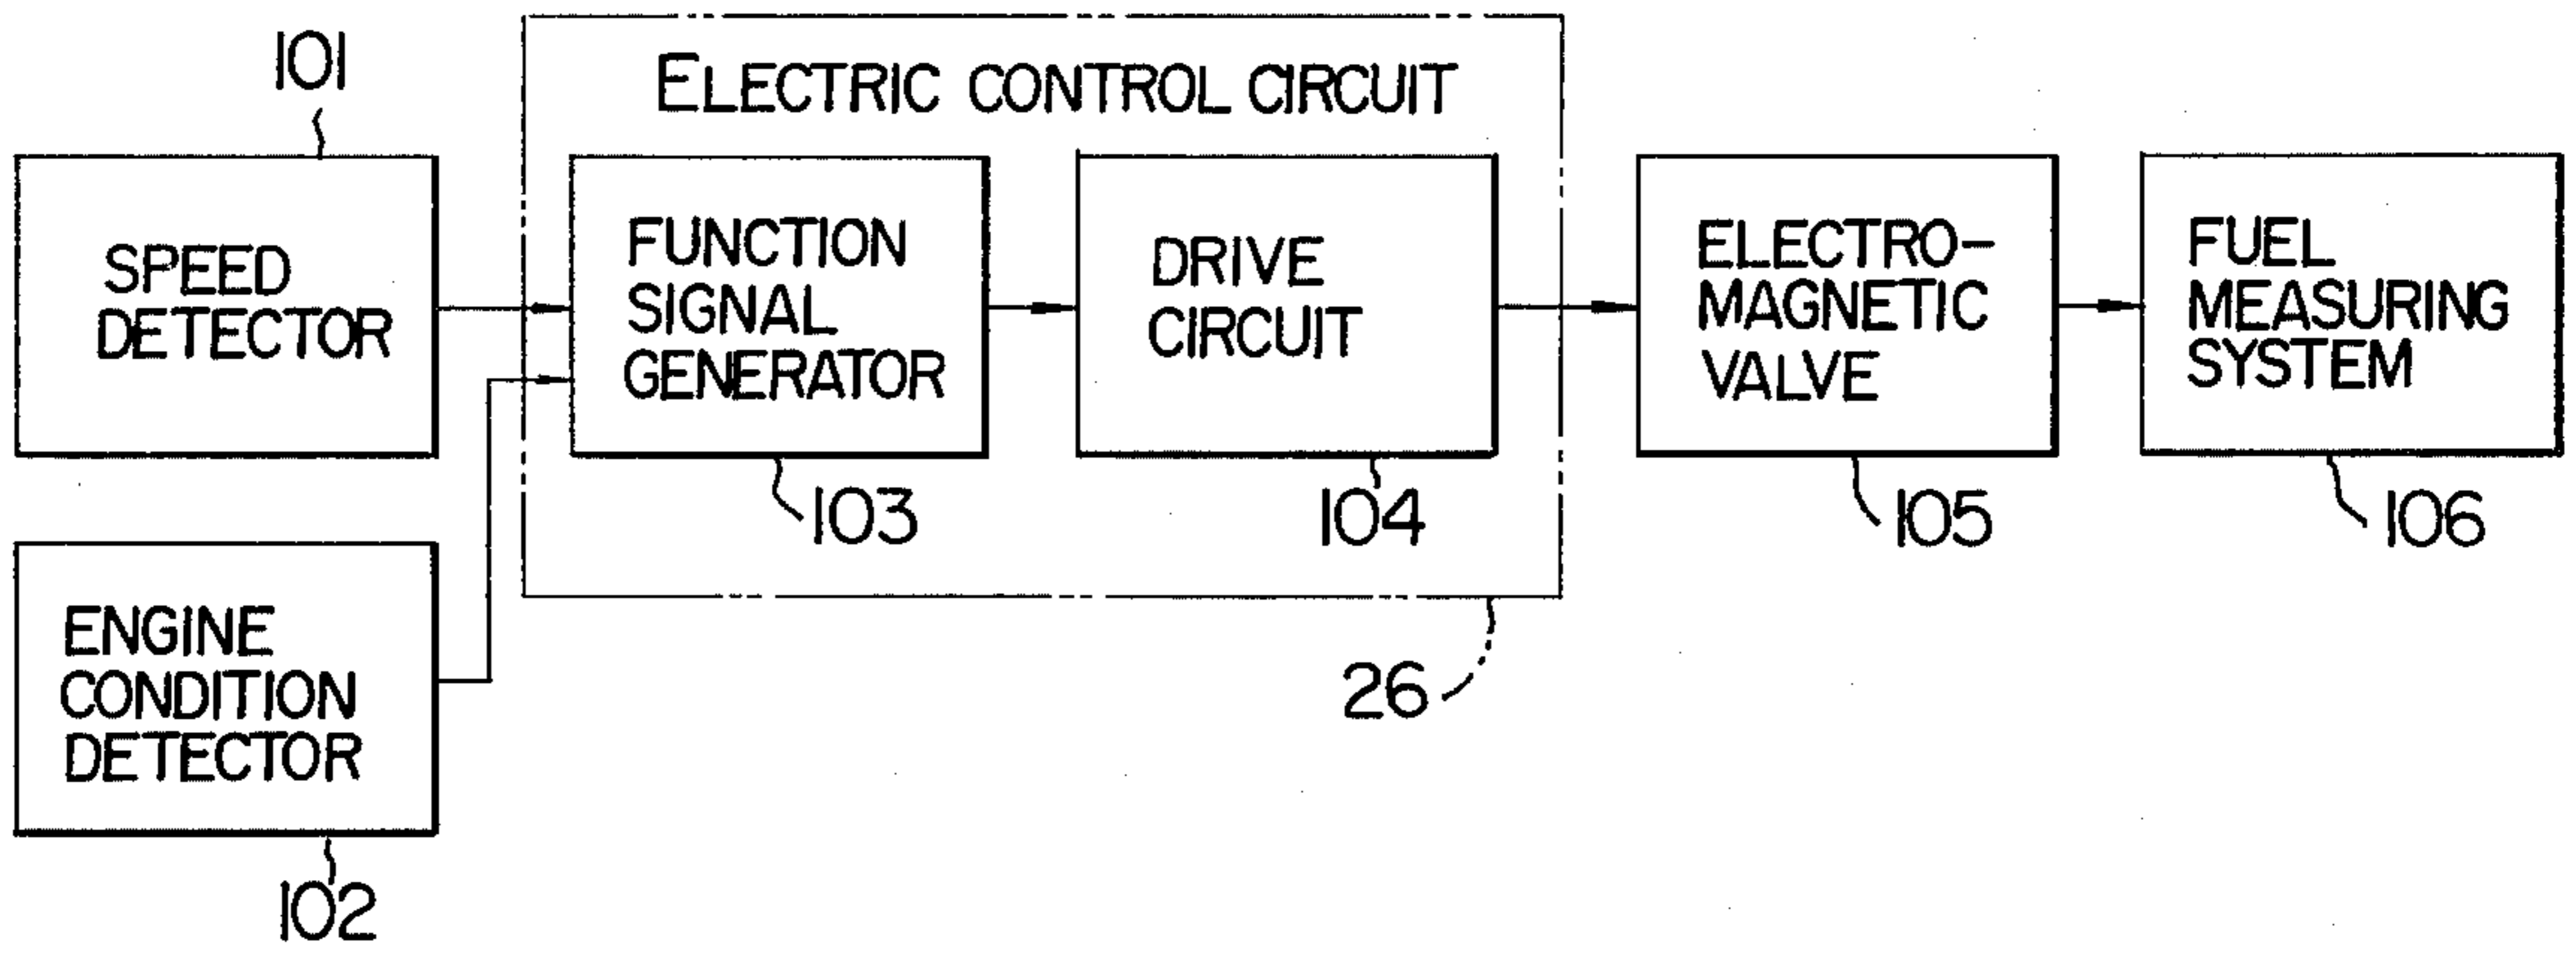 101
ELECTRIC CONTROL CIRCUIT
SPEED
DETECTOR
FUNCTION
SIGNAL
GENERATOR
DRIVE
CIRCUIT
ELECTRO-
MAGNETIC
VALVE
FUEL
MEASURING
SYSTEM
103
104
105
106
26
ENGINE
CONDITION
DETECTOR
102